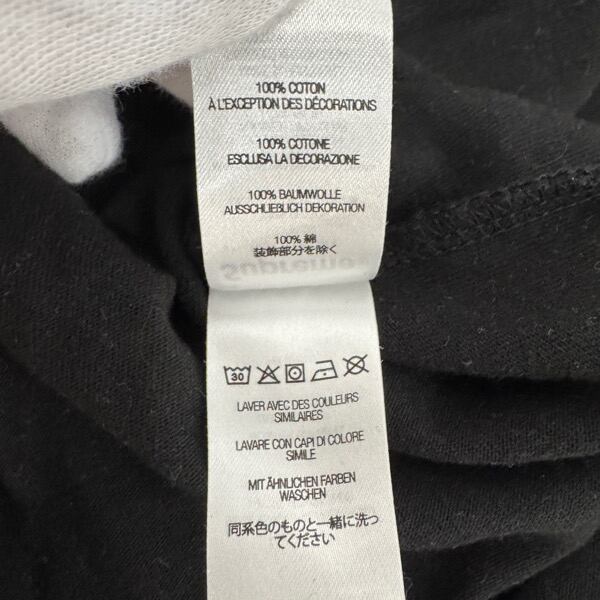 100% COTON
À L'EXCEPTION DES DÉCORATIONS
100% COTONE
ESCLUSA LA DECORAZIONE
100% BAUMWOLLE
AUSSCHLIEßLICH DEKORATION
100% 綿
装飾部分を除く
Supreme
30
LAVER AVEC DES COULEURS
SIMILAIRES
LAVARE CON CAPI DI COLORE
SIMILE
MIT ÄHNLICHEN FARBEN
WASCHEN
同系色のものと一緒に洗っ
てください